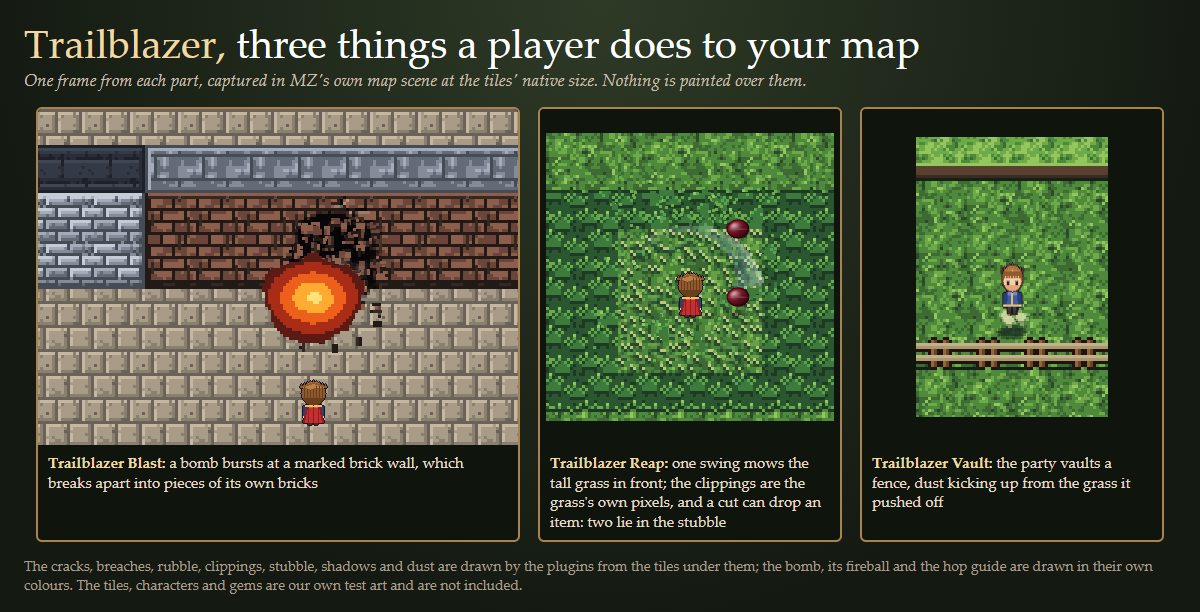 Trailblazer, three things a player does to your map
One frame from each part, captured in MZ's own map scene at the tiles' native size. Nothing is painted over them.
Trailblazer Blast: a bomb bursts at a marked brick wall, which
breaks apart into pieces of its own bricks
Trailblazer Reap: one swing mows the
tall grass in front; the clippings are the
grass's own pixels, and a cut can drop an
item: two lie in the stubble
Trailblazer Vault: the party vaults a
fence, dust kicking up from the grass it
pushed off
The cracks, breaches, rubble, clippings, stubble, shadows and dust are drawn by the plugins from the tiles under them; the bomb, its fireball and the hop guide are drawn in their own
colours. The tiles, characters and gems are our own test art and are not included.